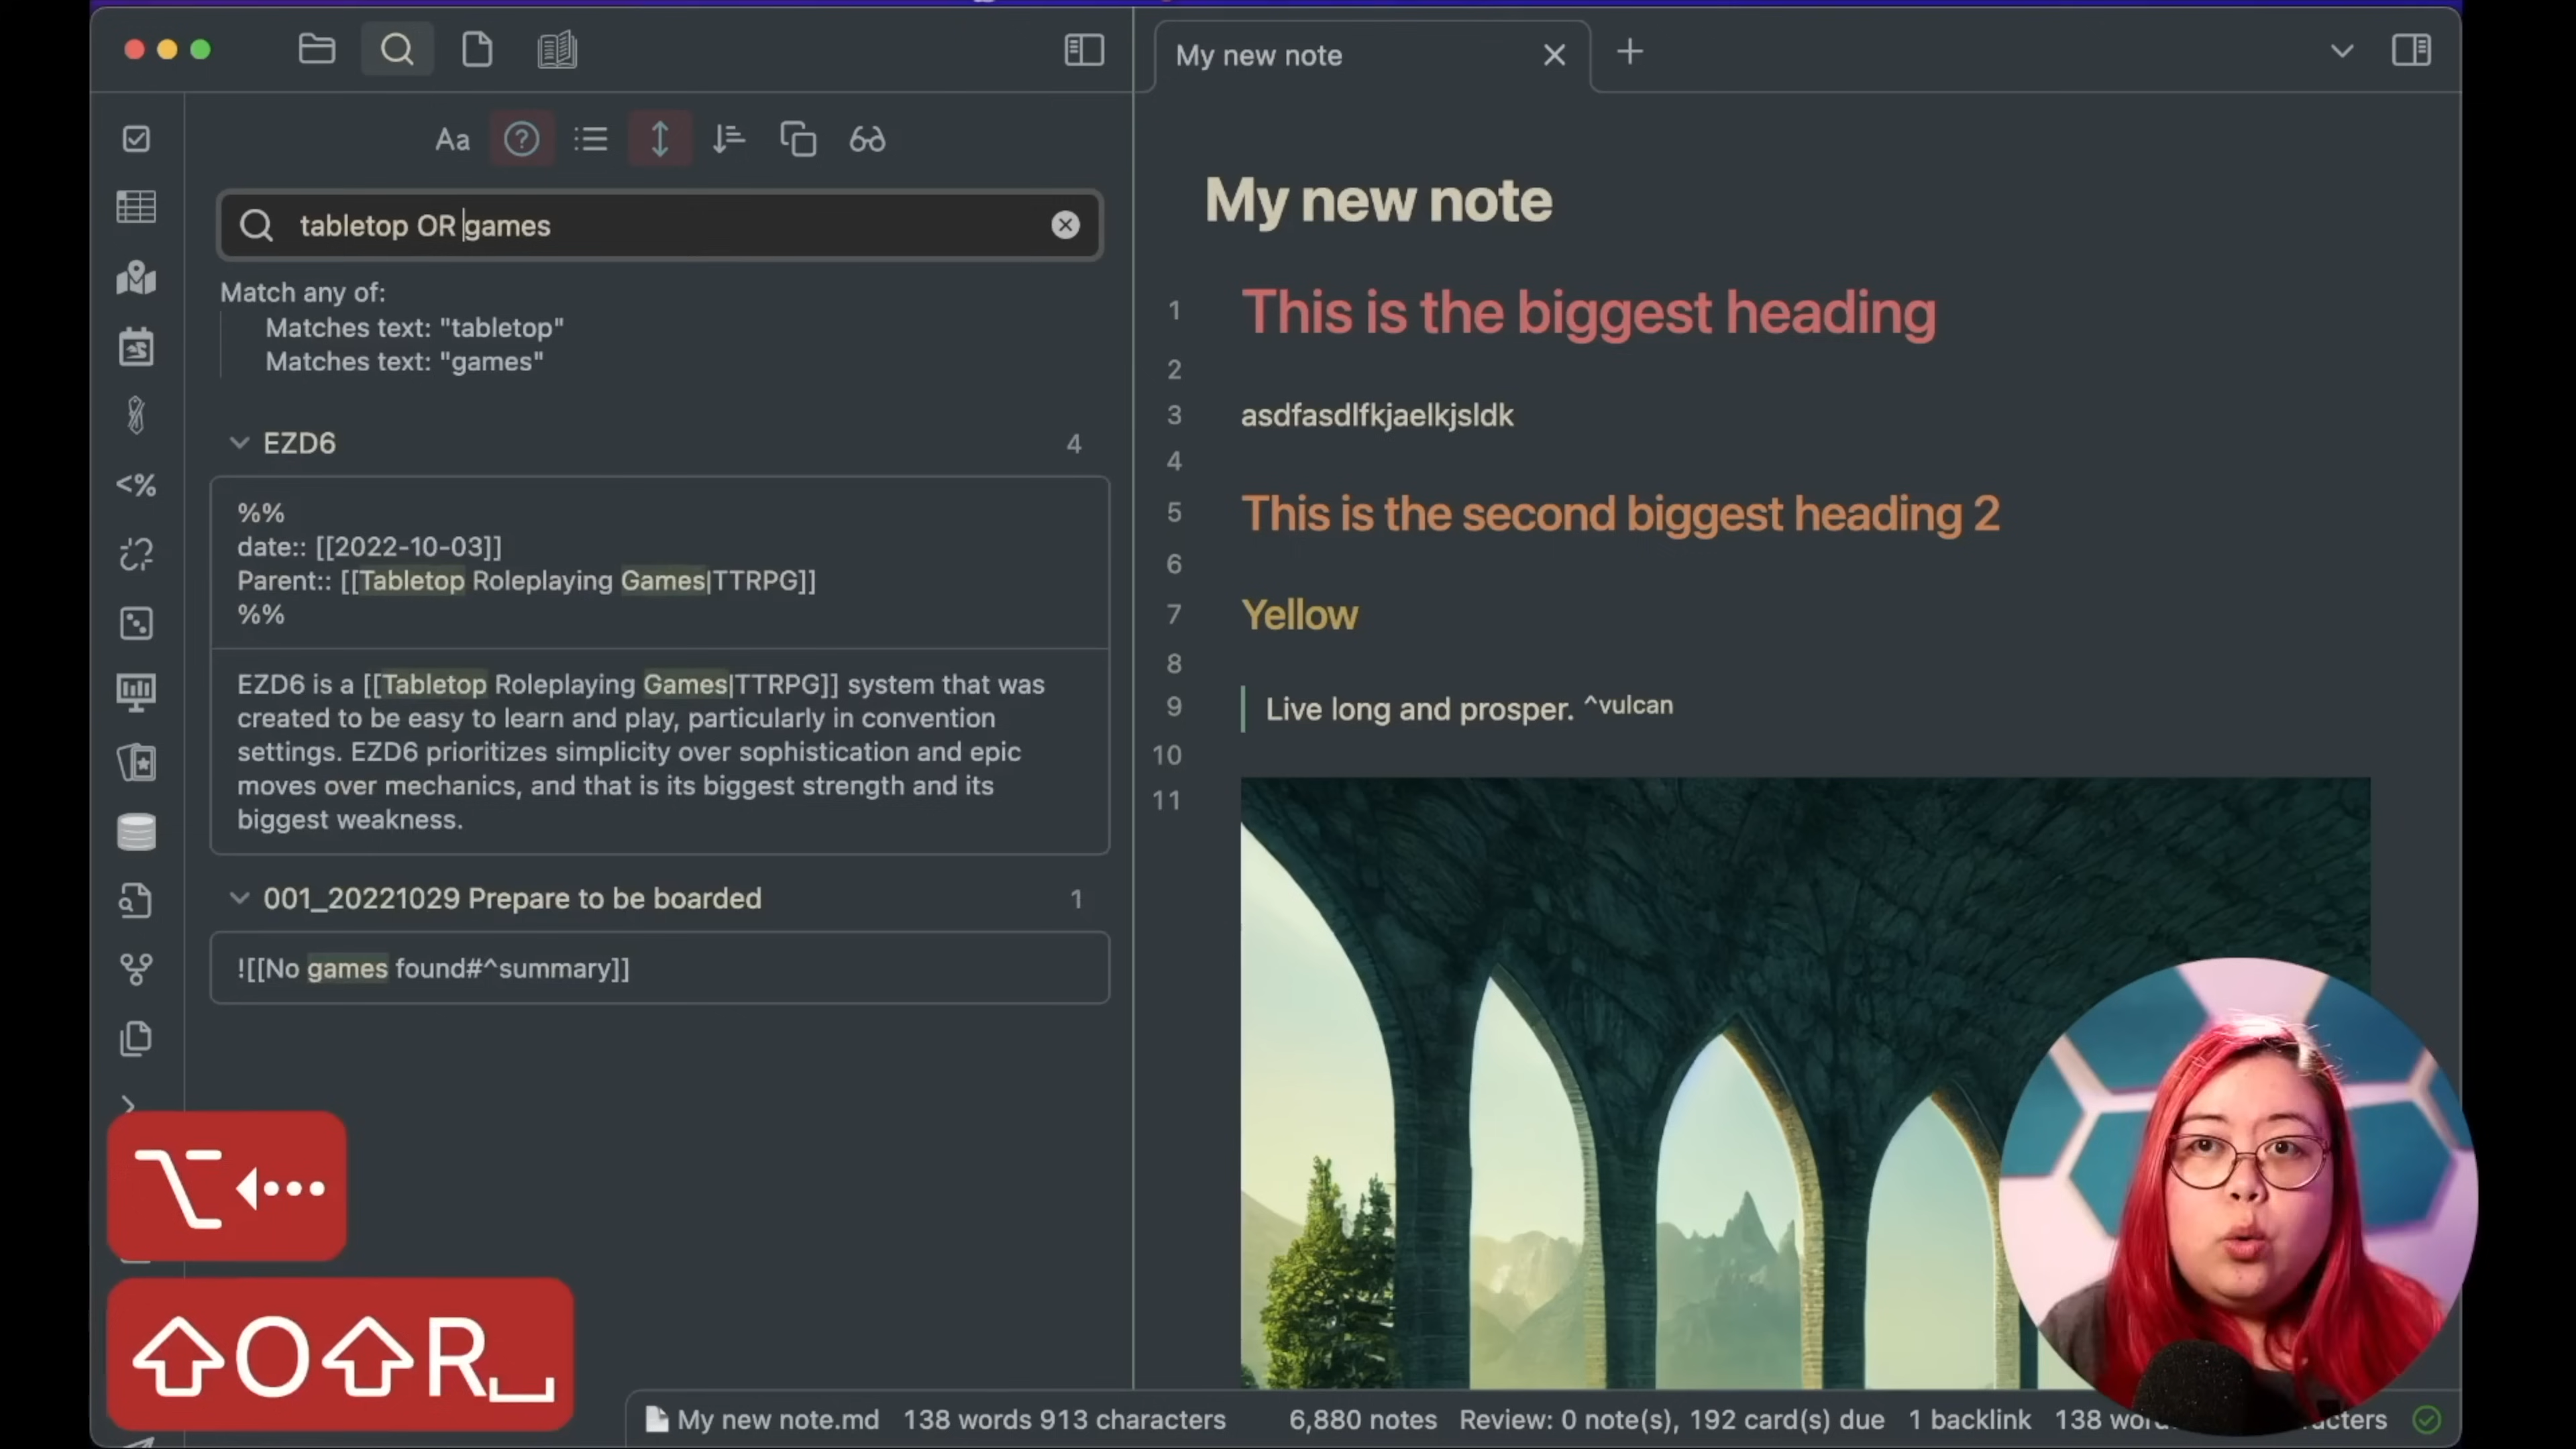 My new note
Aa
tabletop OR games
Match any of:
Matches text: "tabletop"
Matches text: "games"
EZD6
4
%%
date:: [[2022-10-03]]
Parent:: [[Tabletop Roleplaying Games|TTRPG]]
%%
EZD6 is a [[Tabletop Roleplaying Games|TTRPG]] system that was
created to be easy to learn and play, particularly in convention
settings. EZD6 prioritizes simplicity over sophistication and epic
moves over mechanics, and that is its biggest strength and its
biggest weakness.
001_20221029 Prepare to be boarded
1
![[No games found#^summary]]
<%
My new note
1 This is the biggest heading
2
3 asdfasdlfkjaelkjsldk
4
5 This is the second biggest heading 2
6
7 Yellow
8
9 Live long and prosper. ^vulcan
10
11
⌥⇠
⇧O⇧R␣
My new note.md 138 words 913 characters 6,880 notes Review: 0 note(s), 192 card(s) due 1 backlink 138